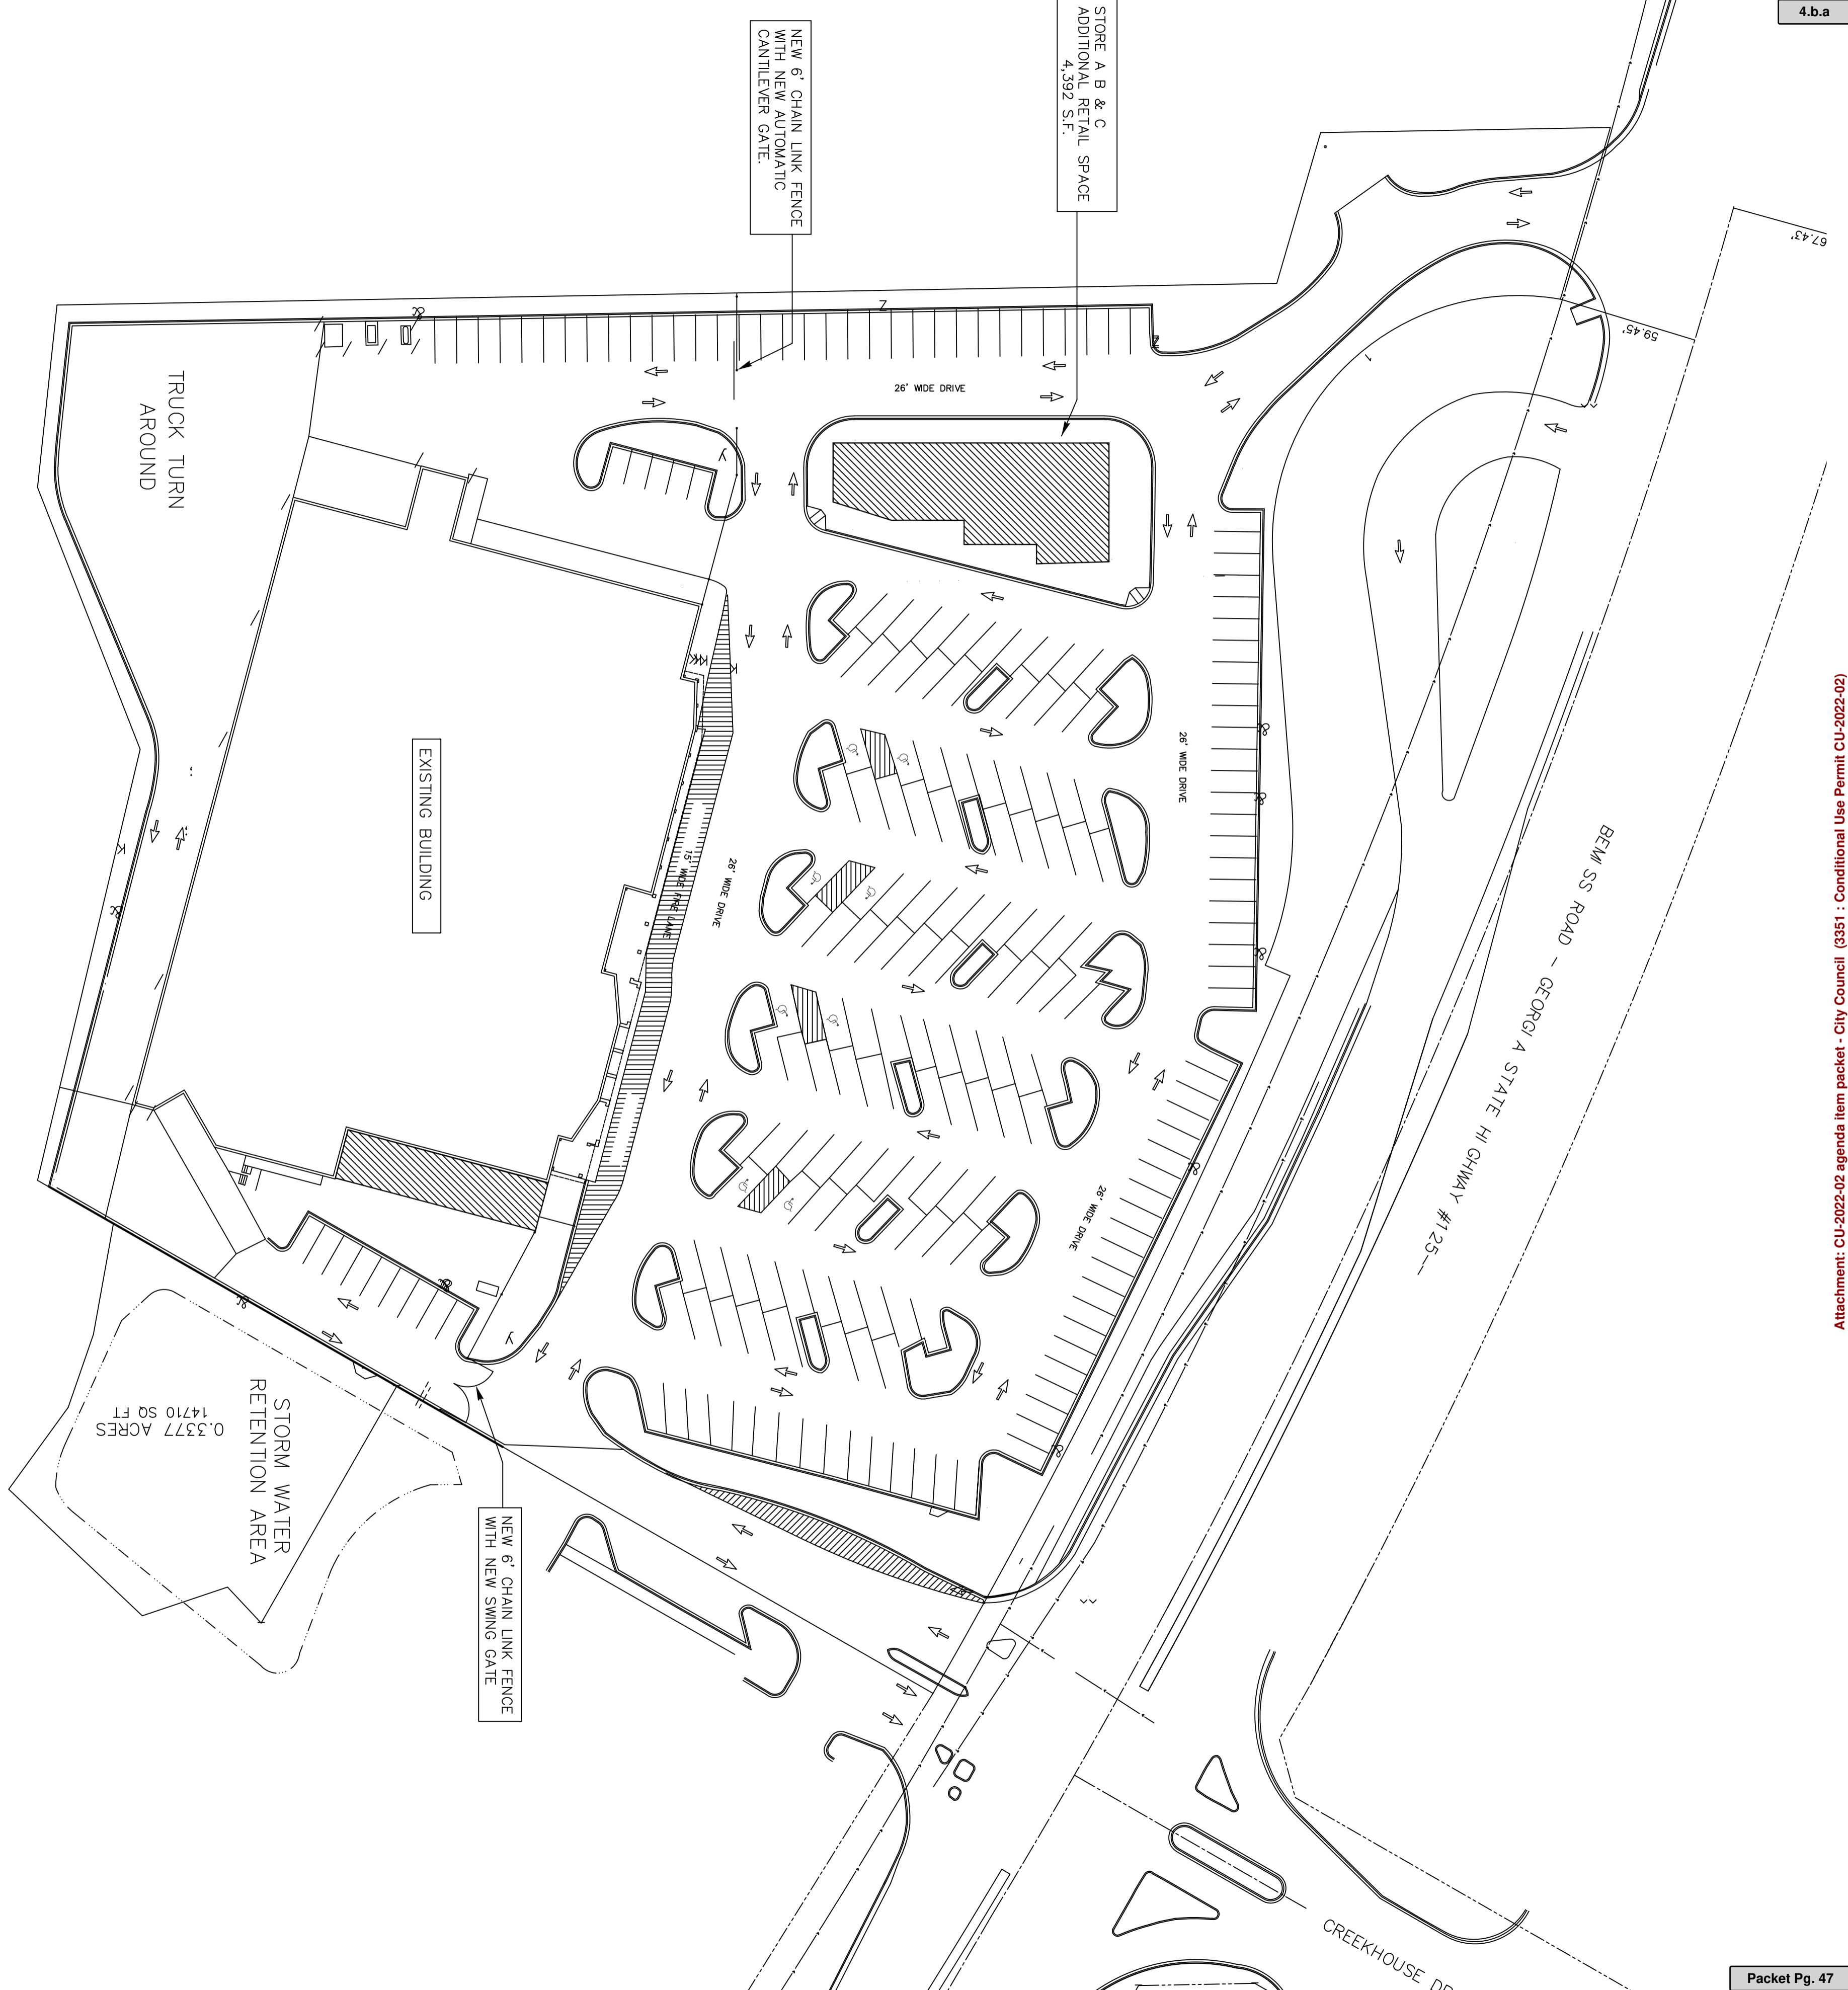 4.b.a
STORE A B & C
ADDITIONAL RETAIL SPACE
4,392 S.F.
NEW 6' CHAIN LINK FENCE
WITH NEW AUTOMATIC
CANTILEVER GATE.
67.43'
59.45'
26' WIDE DRIVE
TRUCK TURN
AROUND
EXISTING BUILDING
15' WIDE FIRE LANE
26' WIDE DRIVE
26' WIDE DRIVE
26' WIDE DRIVE
BEMISS ROAD - GEORGIA STATE HIGHWAY #125
STORM WATER
RETENTION AREA
0.3377 ACRES
14710 SQ FT
NEW 6' CHAIN LINK FENCE
WITH NEW SWING GATE
CREEKHOUSE
Attachment: CU-2022-02 agenda item packet - City Council (3351 : Conditional Use Permit CU-2022-02)
Packet Pg. 47